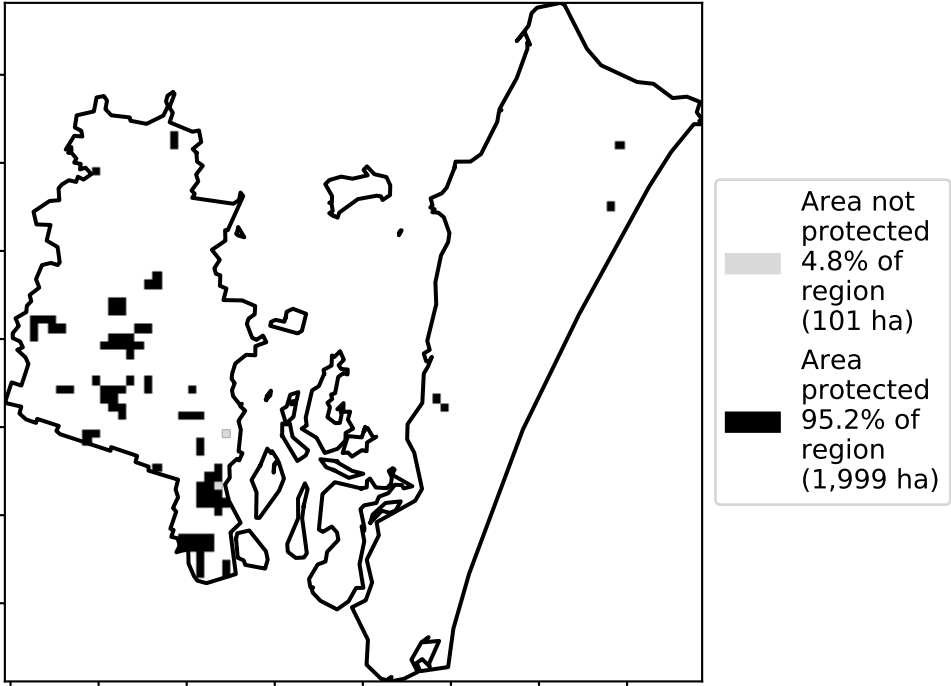 Area not
protected
4.8% of
region
(101 ha)
Area
protected
95.2% of
region
(1,999 ha)